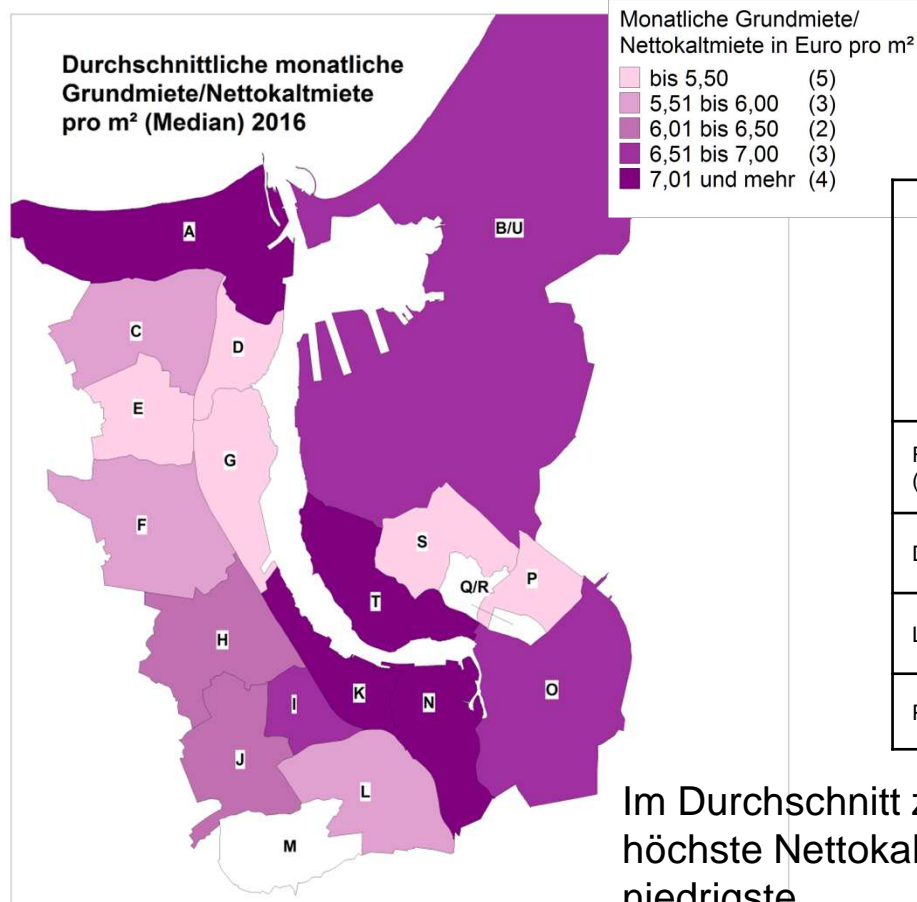 Durchschnittliche monatliche
Grundmiete/Nettokaltmiete
pro m² (Median) 2016
Monatliche Grundmiete/
Nettokaltmiete in Euro pro m²
bis 5,50 (5)
5,51 bis 6,00 (3)
6,01 bis 6,50 (2)
6,51 bis 7,00 (3)
7,01 und mehr (4)
A
B/U
C
D
E
G
F
S
Q/R
P
T
H
K
N
O
I
J
L
M
Im Durchschnitt
höchste
niedrigste